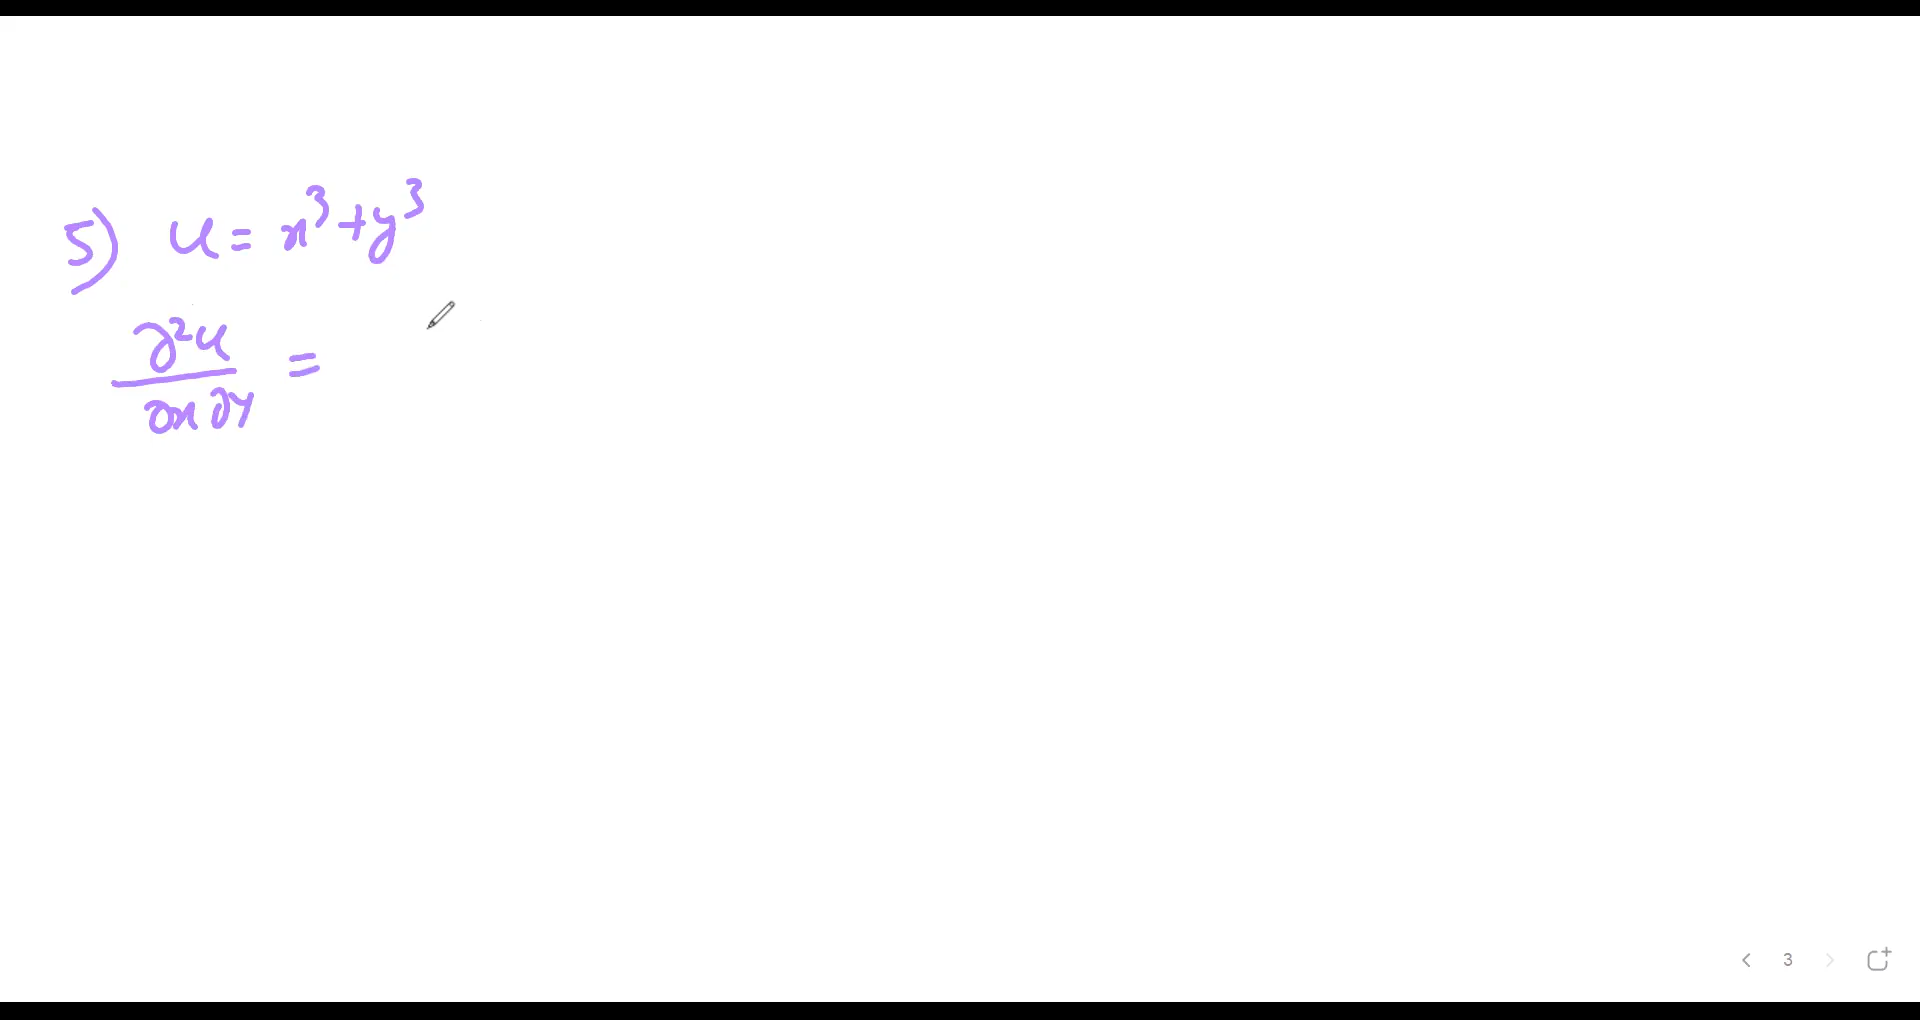 5) u = x³+y³
∂²u/∂x∂y =
3